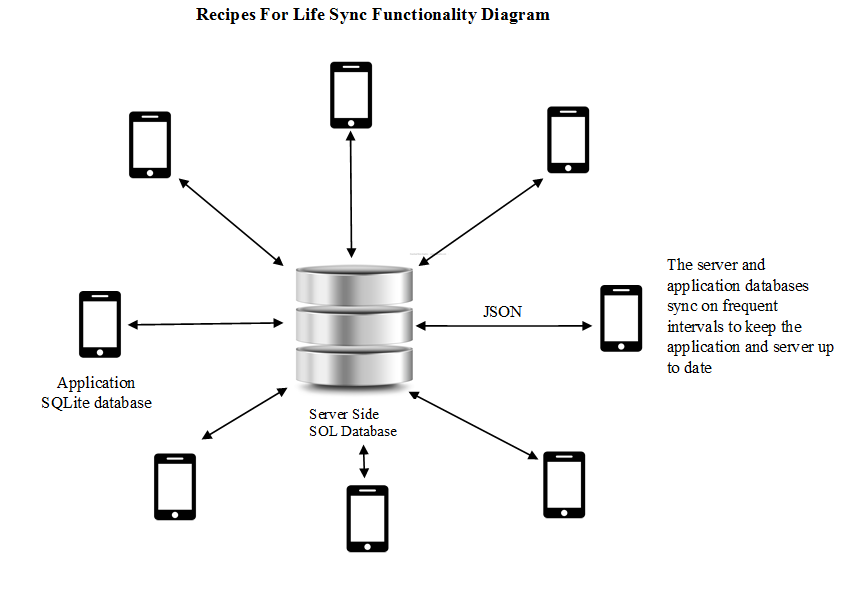 Recipes For Life Sync Functionality Diagram
JSON
The server and
application databases
sync on frequent
intervals to keep the
application and server up
to date
Application
SQLite database
Server Side
SOL Database